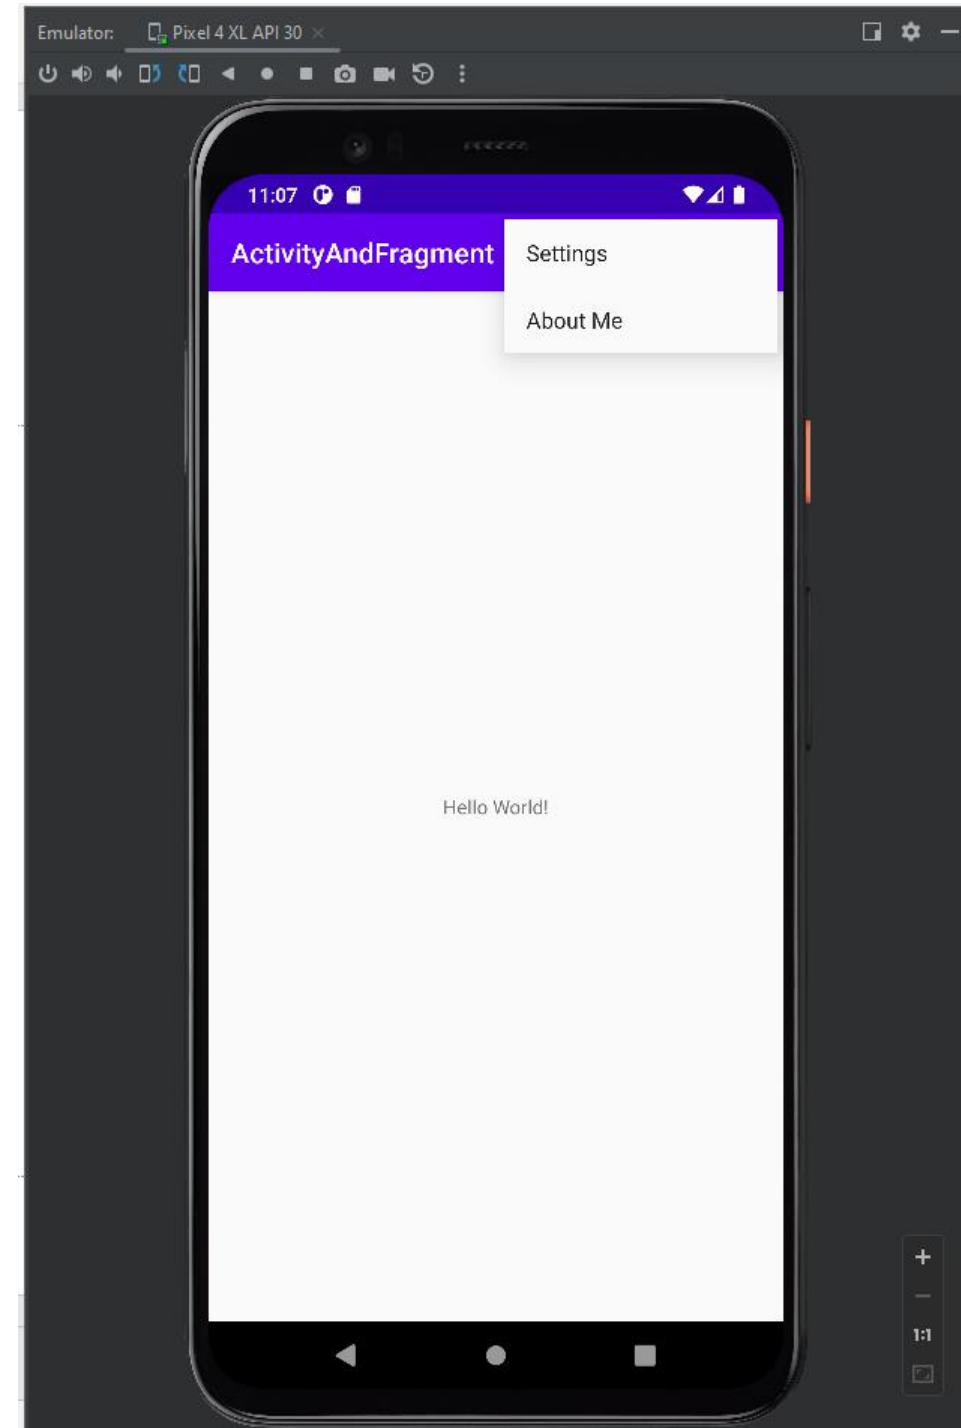 Emulator: Pixel 4 XL API 30
11:07
ActivityAndFragment
Settings
About Me
Hello World!
1:1